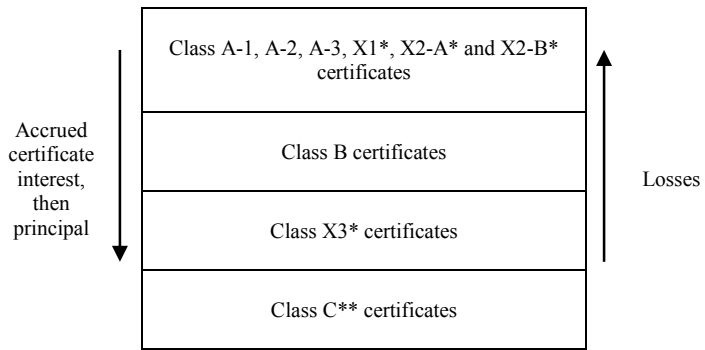 Class A-1, A-2, A-3, X1*, X2-A* and X2-B*
certificates
Accrued
certificate
interest,
then
principal
Class B certificates
Losses
Class X3* certificates
Class C** certificates